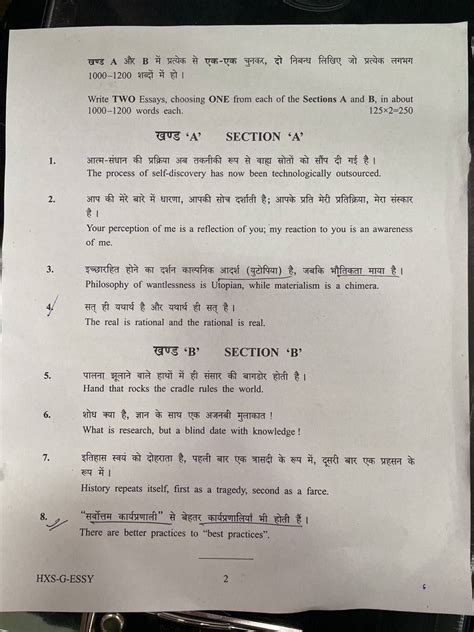 खण्ड A और B में प्रत्येक से एक-एक चुनकर, दो निबन्ध लिखिए जो प्रत्येक लगभग
1000–1200 शब्दों में हो ।
Write TWO Essays, choosing ONE from each of the Sections A and B, in about
1000–1200 words each. 125×2=250
खण्ड ‘A’ SECTION ‘A’
1. आत्म-संधान की प्रक्रिया अब तकनीकी रूप से वाह्य स्रोतों को सौंप दी गई है ।
The process of self-discovery has now been technologically outsourced.
2. आप की मेरे बारे में धारणा, आपकी सोच दर्शाती है; आपके प्रति मेरी प्रतिक्रिया, मेरा संस्कार
है ।
Your perception of me is a reflection of you; my reaction to you is an awareness
of me.
3. इच्छारहित होने का दर्शन काल्पनिक आदर्श (युटोपिया) है, जबकि भौतिकता माया है ।
Philosophy of wantlessness is Utopian, while materialism is a chimera.
4. सत् ही यथार्थ है और यथार्थ ही सत् है ।
The real is rational and the rational is real.
खण्ड ‘B’ SECTION ‘B’
5. पालना झूलाने वाले हाथों में ही संसार की बागडोर होती है ।
Hand that rocks the cradle rules the world.
6. शोध क्या है, ज्ञान के साथ एक अजनबी मुलाकात !
What is research, but a blind date with knowledge !
7. इतिहास स्वयं को दोहराता है, पहली बार एक त्रासदी के रूप में, दूसरी बार एक प्रहसन के
रूप में ।
History repeats itself, first as a tragedy, second as a farce.
8. “सर्वोत्तम कार्यप्रणाली” से बेहतर कार्यप्रणालियाँ भी होती हैं ।
There are better practices to “best practices”.
HXS-G-ESSY 2